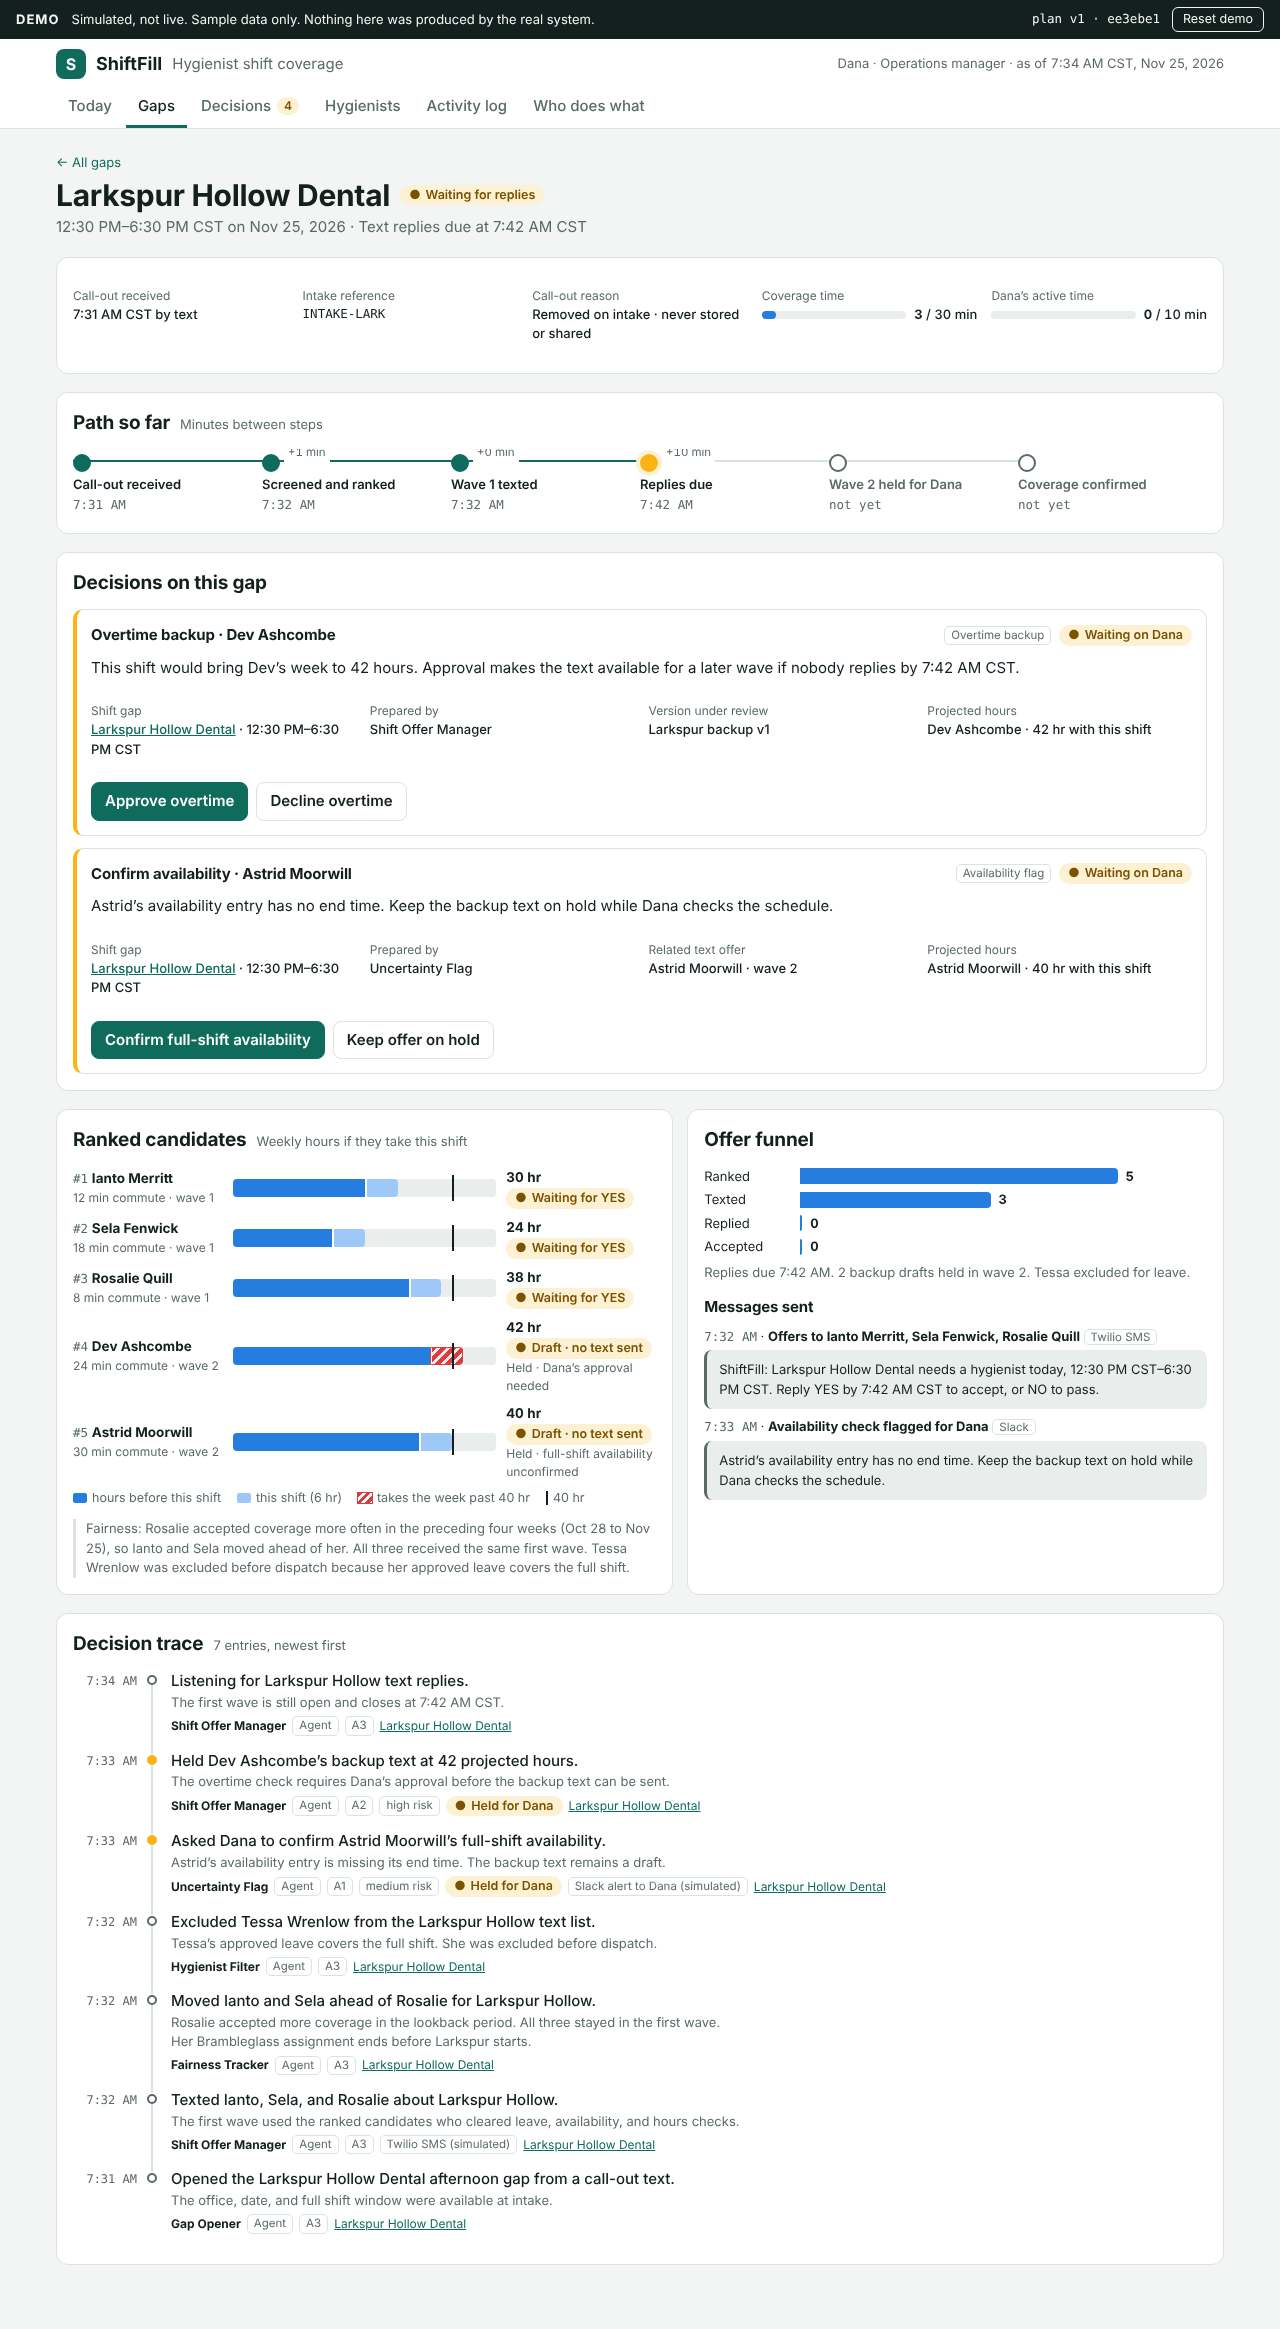 DEMO Simulated, not live. Sample data only. Nothing here was produced by the real system. plan v1 · ee3ebe1 Reset demo
S ShiftFill Hygienist shift coverage Dana · Operations manager · as of 7:34 AM CST, Nov 25, 2026
Today Gaps Decisions 4 Hygienists Activity log Who does what
← All gaps
Larkspur Hollow Dental Waiting for replies
12:30 PM–6:30 PM CST on Nov 25, 2026 · Text replies due at 7:42 AM CST
Call-out received Intake reference Call-out reason Coverage time Dana’s active time
7:31 AM CST by text INTAKE-LARK Removed on intake · never stored 3 / 30 min 0 / 10 min
or shared
Path so far Minutes between steps
+1 min +0 min +10 min
Call-out received Screened and ranked Wave 1 texted Replies due Wave 2 held for Dana Coverage confirmed
7:31 AM 7:32 AM 7:32 AM 7:42 AM not yet not yet
Decisions on this gap
Overtime backup · Dev Ashcombe Overtime backup Waiting on Dana
This shift would bring Dev’s week to 42 hours. Approval makes the text available for a later wave if nobody replies by 7:42 AM CST.
Shift gap Prepared by Version under review Projected hours
Larkspur Hollow Dental · 12:30 PM–6:30 Shift Offer Manager Larkspur backup v1 Dev Ashcombe · 42 hr with this shift
PM CST
Approve overtime Decline overtime
Confirm availability · Astrid Moorwill Availability flag Waiting on Dana
Astrid’s availability entry has no end time. Keep the backup text on hold while Dana checks the schedule.
Shift gap Prepared by Related text offer Projected hours
Larkspur Hollow Dental · 12:30 PM–6:30 Uncertainty Flag Astrid Moorwill · wave 2 Astrid Moorwill · 40 hr with this shift
PM CST
Confirm full-shift availability Keep offer on hold
Ranked candidates Weekly hours if they take this shift
#1 Ianto Merritt 30 hr
12 min commute · wave 1 Waiting for YES
#2 Sela Fenwick 24 hr
18 min commute · wave 1 Waiting for YES
#3 Rosalie Quill 38 hr
8 min commute · wave 1 Waiting for YES
#4 Dev Ashcombe 42 hr
24 min commute · wave 2 Draft · no text sent
Held · Dana’s approval
needed
#5 Astrid Moorwill 40 hr
30 min commute · wave 2 Draft · no text sent
Held · full-shift availability
unconfirmed
hours before this shift this shift (6 hr) takes the week past 40 hr 40 hr
Fairness: Rosalie accepted coverage more often in the preceding four weeks (Oct 28 to Nov
25), so Ianto and Sela moved ahead of her. All three received the same first wave. Tessa
Wrenlow was excluded before dispatch because her approved leave covers the full shift.
Offer funnel
Ranked 5
Texted 3
Replied 0
Accepted 0
Replies due 7:42 AM. 2 backup drafts held in wave 2. Tessa excluded for leave.
Messages sent
7:32 AM · Offers to Ianto Merritt, Sela Fenwick, Rosalie Quill Twilio SMS
ShiftFill: Larkspur Hollow Dental needs a hygienist today, 12:30 PM CST–6:30
PM CST. Reply YES by 7:42 AM CST to accept, or NO to pass.
7:33 AM · Availability check flagged for Dana Slack
Astrid’s availability entry has no end time. Keep the backup text on hold while
Dana checks the schedule.
Decision trace 7 entries, newest first
7:34 AM Listening for Larkspur Hollow text replies.
The first wave is still open and closes at 7:42 AM CST.
Shift Offer Manager Agent A3 Larkspur Hollow Dental
7:33 AM Held Dev Ashcombe’s backup text at 42 projected hours.
The overtime check requires Dana’s approval before the backup text can be sent.
Shift Offer Manager Agent A2 high risk Held for Dana Larkspur Hollow Dental
7:33 AM Asked Dana to confirm Astrid Moorwill’s full-shift availability.
Astrid’s availability entry is missing its end time. The backup text remains a draft.
Uncertainty Flag Agent A1 medium risk Held for Dana Slack alert to Dana (simulated) Larkspur Hollow Dental
7:32 AM Excluded Tessa Wrenlow from the Larkspur Hollow text list.
Tessa’s approved leave covers the full shift. She was excluded before dispatch.
Hygienist Filter Agent A3 Larkspur Hollow Dental
7:32 AM Moved Ianto and Sela ahead of Rosalie for Larkspur Hollow.
Rosalie accepted more coverage in the lookback period. All three stayed in the first wave.
Her Brambleglass assignment ends before Larkspur starts.
Fairness Tracker Agent A3 Larkspur Hollow Dental
7:32 AM Texted Ianto, Sela, and Rosalie about Larkspur Hollow.
The first wave used the ranked candidates who cleared leave, availability, and hours checks.
Shift Offer Manager Agent A3 Twilio SMS (simulated) Larkspur Hollow Dental
7:31 AM Opened the Larkspur Hollow Dental afternoon gap from a call-out text.
The office, date, and full shift window were available at intake.
Gap Opener Agent A3 Larkspur Hollow Dental